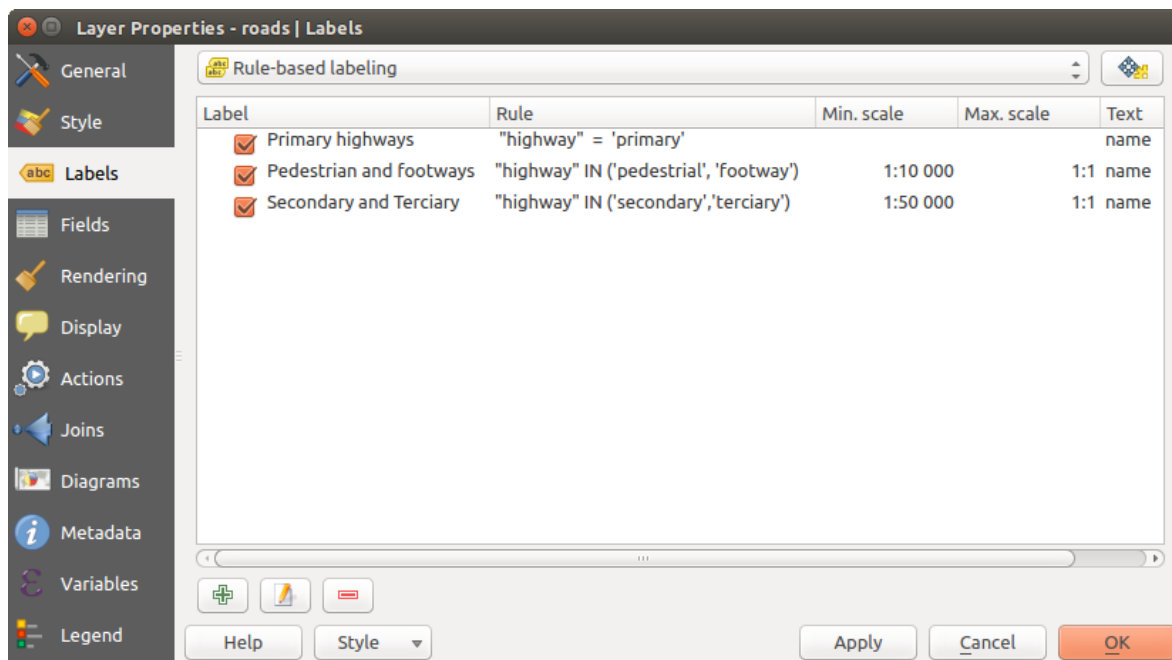 Layer Properties - roads | Labels
General
Style
abc Labels
Fields
Rendering
Display
Actions
Joins
Diagrams
Metadata
Variables
Legend
abc abc Rule-based labeling
Label Rule Min. scale Max. scale Text
Primary highways "highway" = 'primary' name
Pedestrian and footways "highway" IN ('pedestrial', 'footway') 1:10 000 1:1 name
Secondary and Terciary "highway" IN ('secondary','terciary') 1:50 000 1:1 name
Help Style Apply Cancel OK